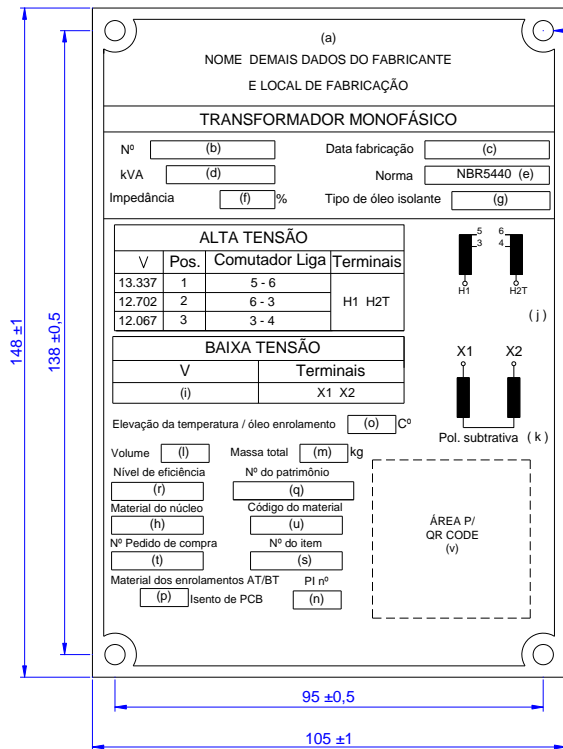 (a)
NOME DEMAIS DADOS DO FABRICANTE
E LOCAL DE FABRICAÇÃO
TRANSFORMADOR MONOFÁSICO
Nº (b) Data fabricação (c)
kVA (d) Norma NBR5440 (e)
Impedância (f) % Tipo de óleo isolante (g)
ALTA TENSÃO
V Pos. Comutador Liga Terminais
13.337 1 5 - 6
12.702 2 6 - 3 H1 H2T
12.067 3 3 - 4
5 6
3 4
H1 H2T
(j)
BAIXA TENSÃO
V Terminais
(i) X1 X2
X1 X2
Pol. subtrativa (k)
Elevação da temperatura / óleo enrolamento (o) Cº
Volume (l) Massa total (m) kg
Nível de eficiência Nº do patrimônio
(r) (q)
Material do núcleo Código do material
(h) (u)
Nº Pedido de compra Nº do item
(t) (s)
Material dos enrolamentos AT/BT PI nº
(p) Isento de PCB (n)
ÁREA P/
QR CODE
(v)
148 ±1
138 ±0,5
95 ±0,5
105 ±1